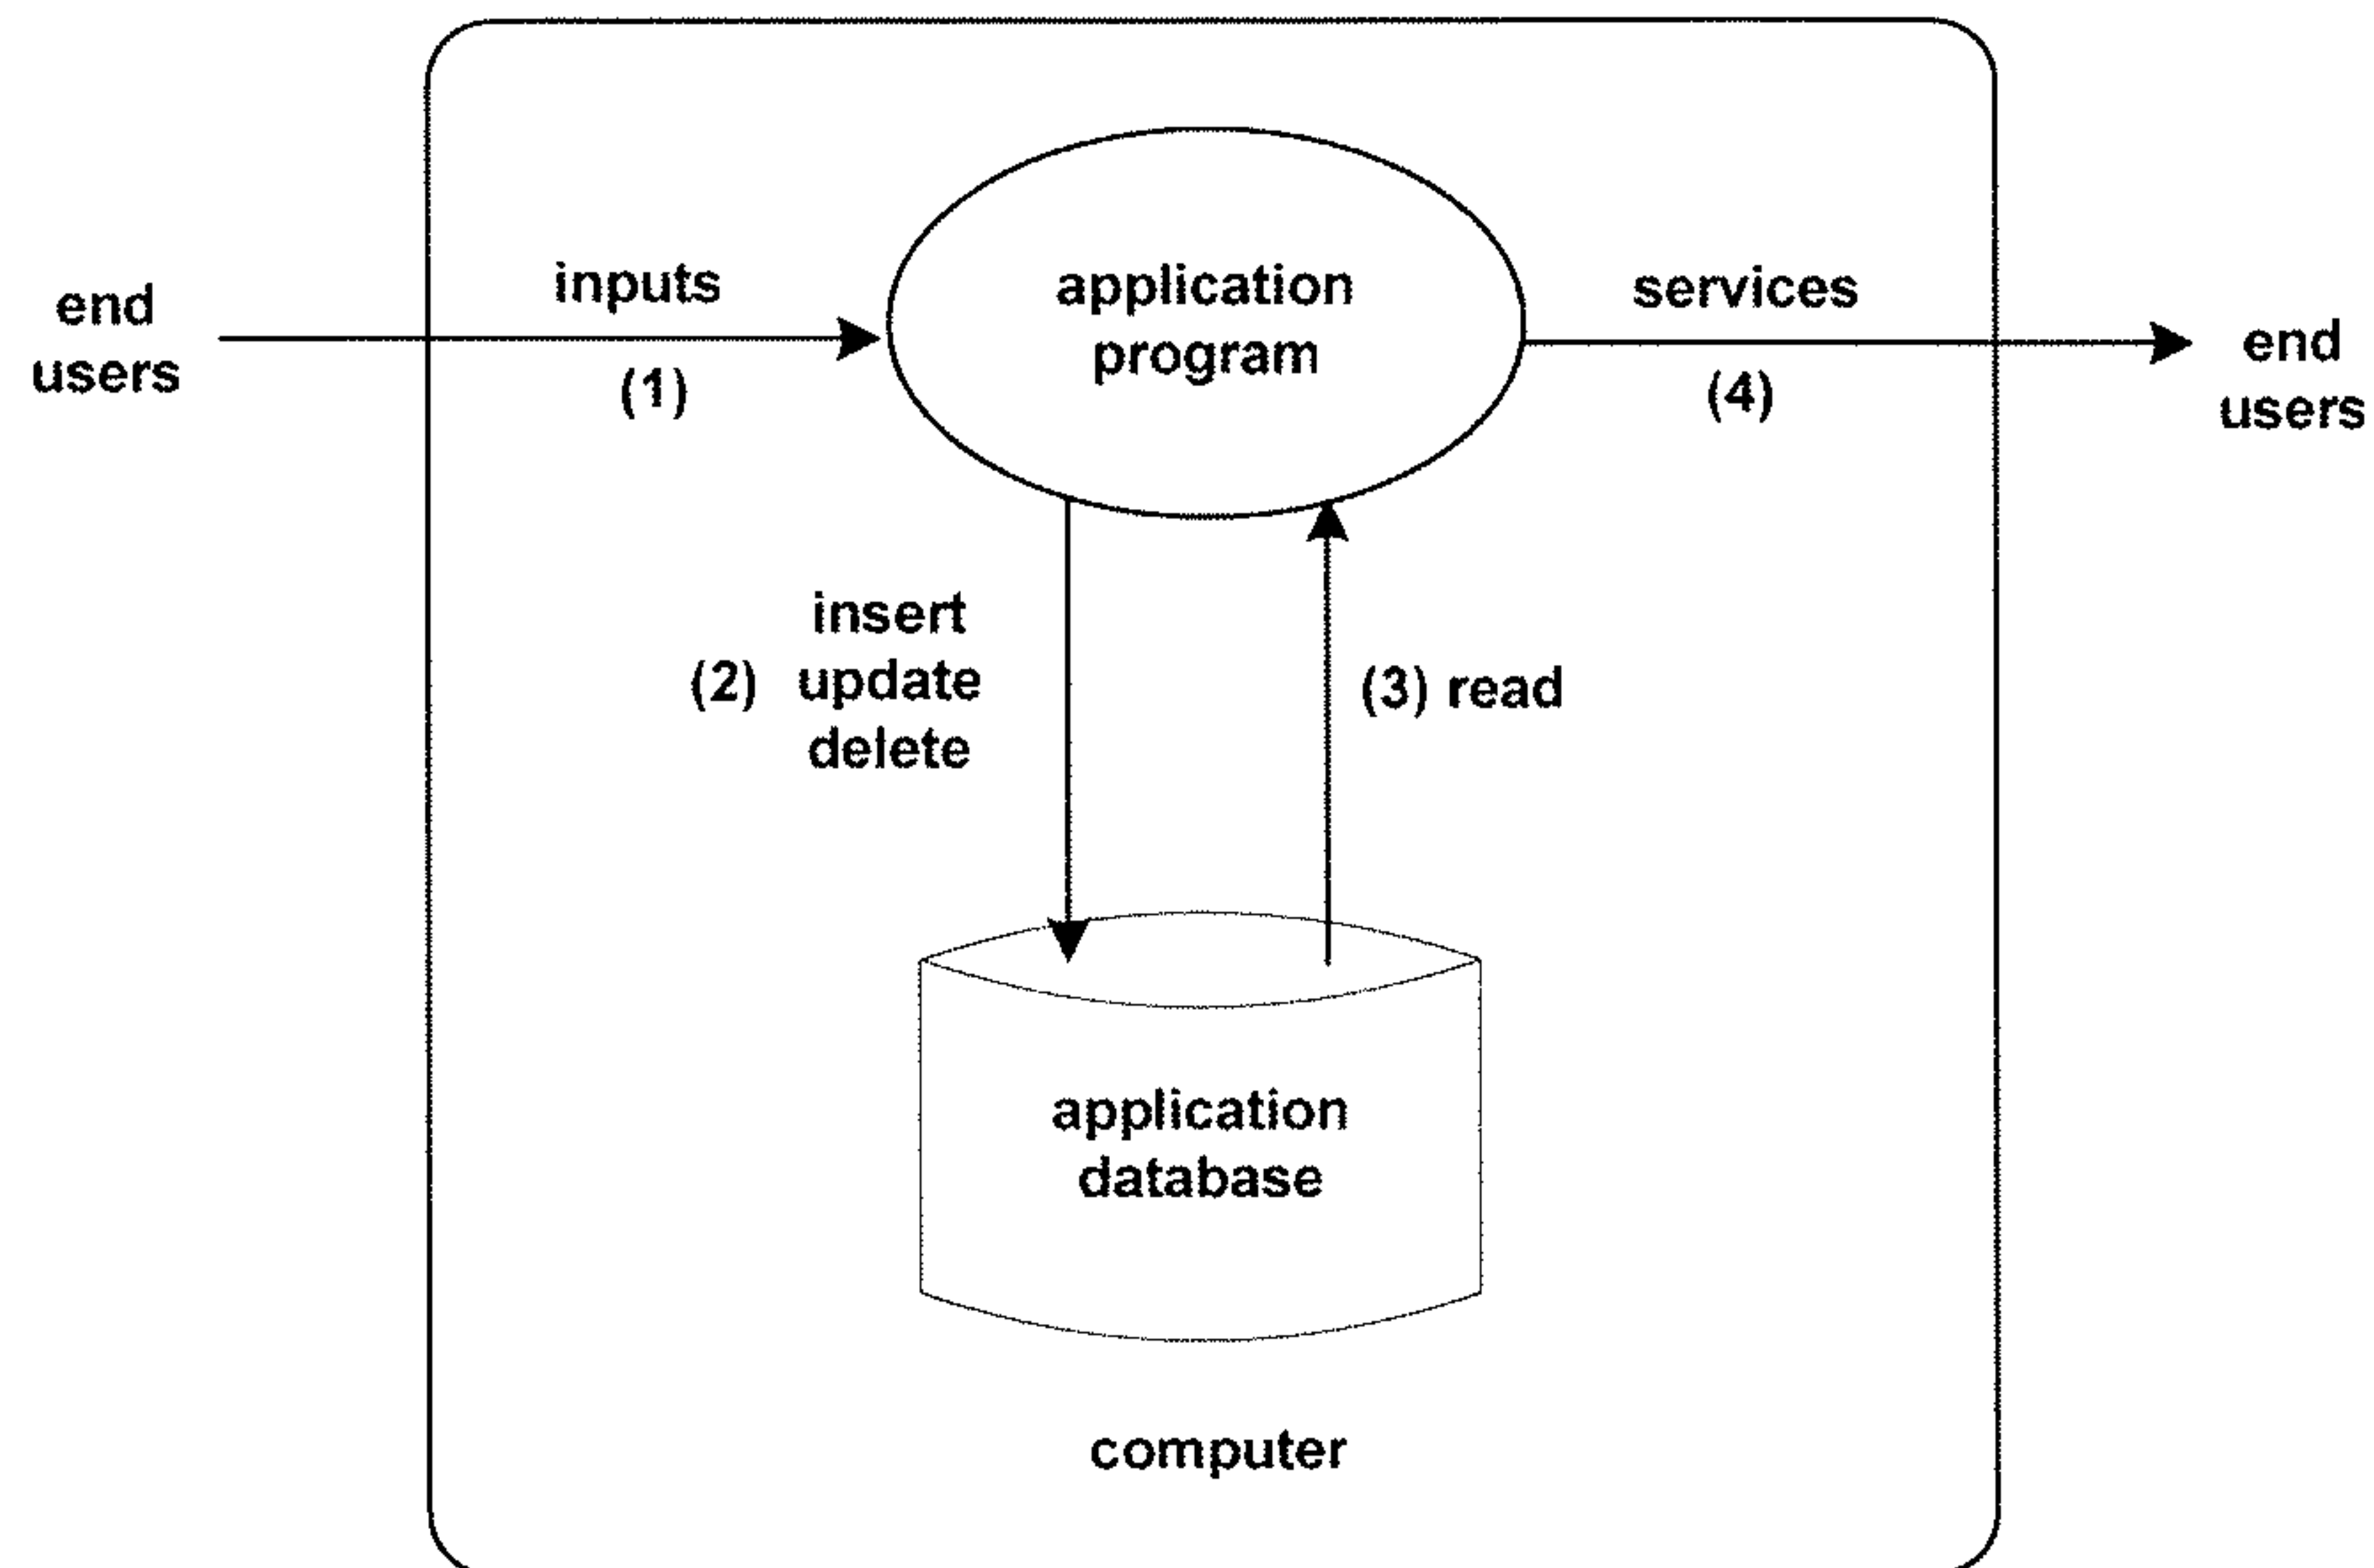 end
users
inputs
(1)
application
program
services
(4)
end
users
insert
(2) update
delete
(3) read
application
database
computer